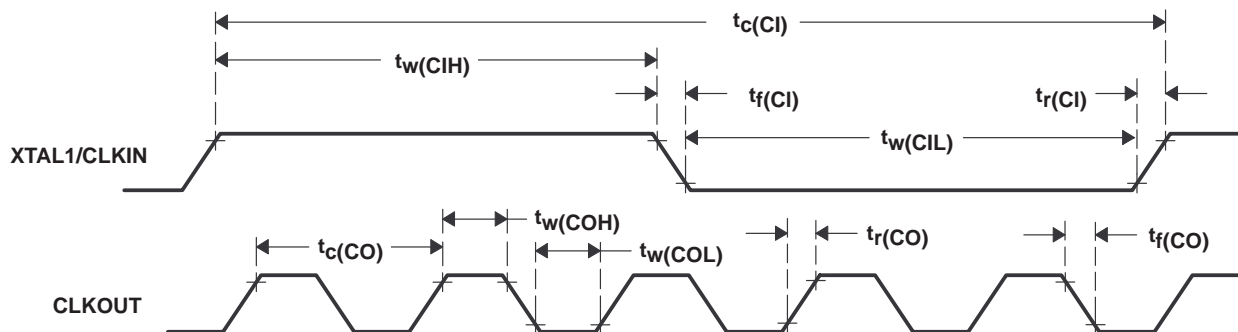 tc(CI)
tw(CIH)
tf(CI)
tr(CI)
tw(CIL)
XTAL1/CLKIN
tw(COH)
tc(CO)
tw(COL)
tr(CO)
tf(CO)
CLKOUT